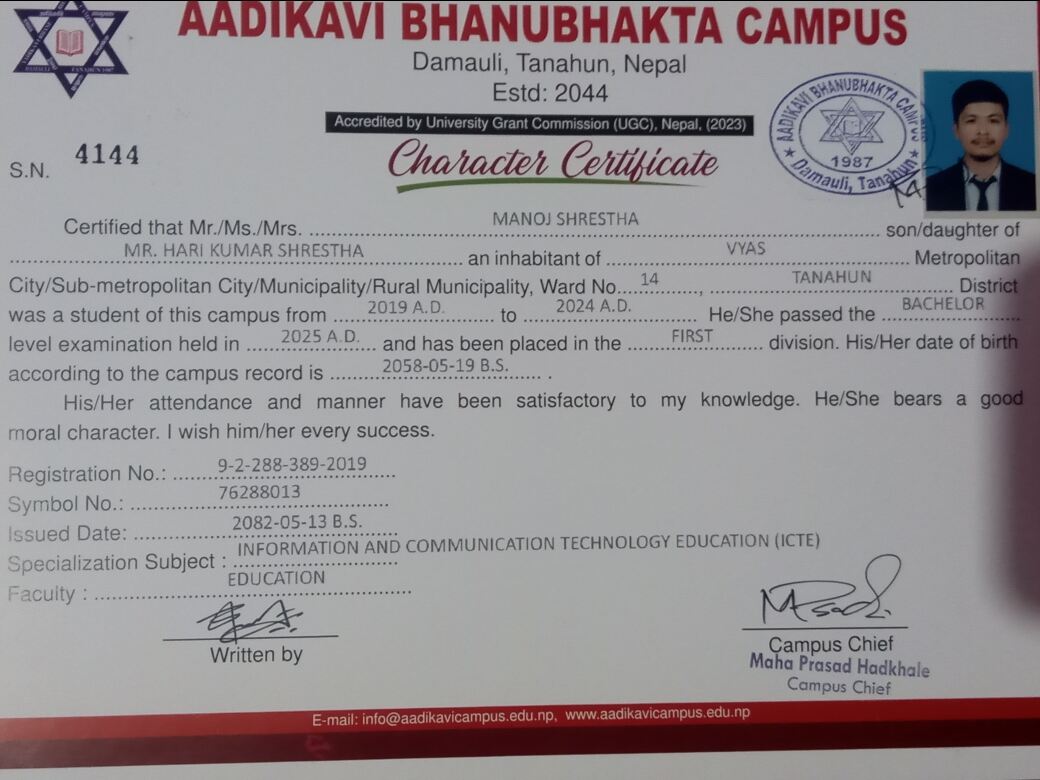 AADIKAVI BHANUBHAKTA CAMPUS
Damauli, Tanahun, Nepal
Estd: 2044
Accredited by University Grant Commission (UGC), Nepal, (2023)
Character Certificate
AADIKAVI BHANUBHAKTA CAMPUS
1987
Damauli, Tanahun
S.N. 4144
Certified that Mr./Ms./Mrs. MANOJ SHRESTHA son/daughter of
MR. HARI KUMAR SHRESTHA an inhabitant of VYAS Metropolitan
City/Sub-metropolitan City/Municipality/Rural Municipality, Ward No. 14, TANAHUN District
was a student of this campus from 2019 A.D. to 2024 A.D. He/She passed the BACHELOR
level examination held in 2025 A.D. and has been placed in the FIRST division. His/Her date of birth
according to the campus record is 2058-05-19 B.S. .
His/Her attendance and manner have been satisfactory to my knowledge. He/She bears a good
moral character. I wish him/her every success.
Registration No.: 9-2-288-389-2019
Symbol No.: 76288013
Issued Date: 2082-05-13 B.S.
Specialization Subject : INFORMATION AND COMMUNICATION TECHNOLOGY EDUCATION (ICTE)
Faculty : EDUCATION
Written by
Campus Chief
Maha Prasad Hadkhale
Campus Chief
E-mail: info@aadikavicampus.edu.np, www.aadikavicampus.edu.np